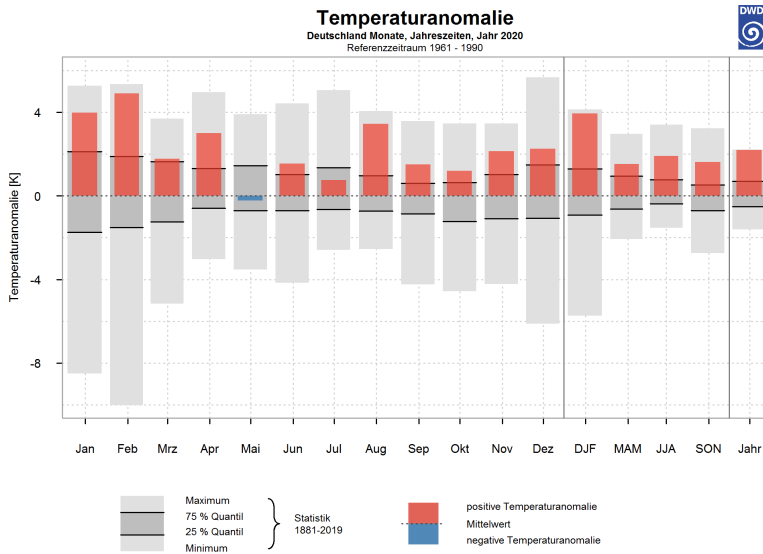 Temperaturanomalie
Deutschland Monate, Jahreszeiten, Jahr 2020
Referenzzeitraum 1961 - 1990
DWD
Temperaturanomalie [K]
4
0
-4
-8
Jan Feb Mrz Apr Mai Jun Jul Aug Sep Okt Nov Dez DJF MAM JJA SON Jahr
Maximum
75 % Quantil
25 % Quantil
Minimum
Statistik
1881-2019
positive Temperaturanomalie
Mittelwert
negative Temperaturanomalie